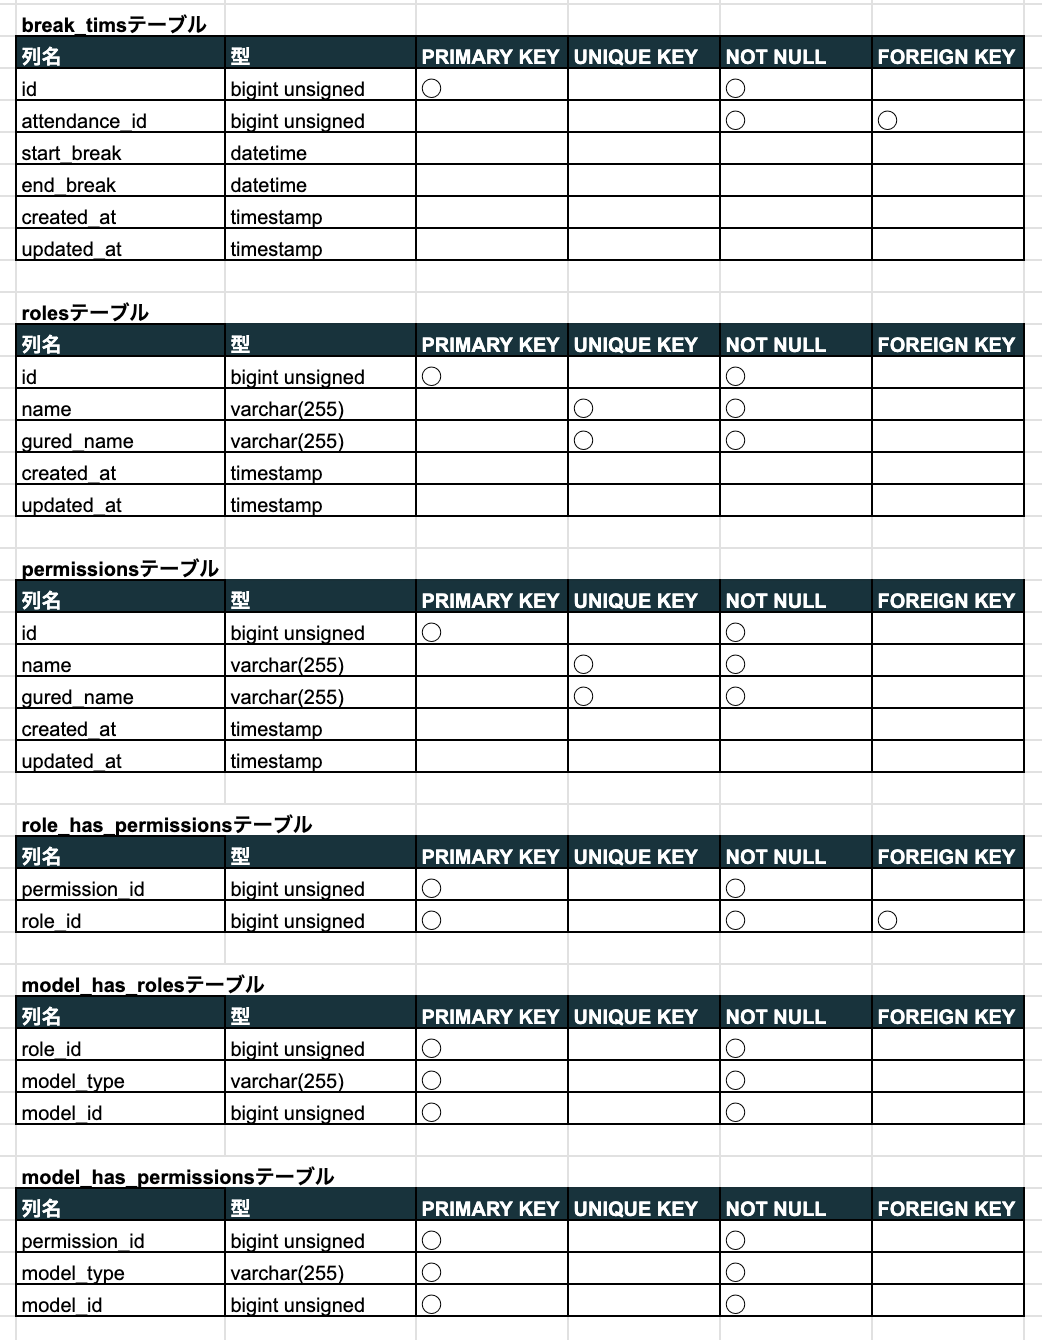 break_timsテーブル
列名 型 PRIMARY KEY UNIQUE KEY NOT NULL FOREIGN KEY
id bigint unsigned ○ ○
attendance_id bigint unsigned ○ ○
start_break datetime
end_break datetime
created_at timestamp
updated_at timestamp
rolesテーブル
列名 型 PRIMARY KEY UNIQUE KEY NOT NULL FOREIGN KEY
id bigint unsigned ○ ○
name varchar(255) ○ ○
gured_name varchar(255) ○ ○
created_at timestamp
updated_at timestamp
permissionsテーブル
列名 型 PRIMARY KEY UNIQUE KEY NOT NULL FOREIGN KEY
id bigint unsigned ○ ○
name varchar(255) ○ ○
gured_name varchar(255) ○ ○
created_at timestamp
updated_at timestamp
role_has_permissionsテーブル
列名 型 PRIMARY KEY UNIQUE KEY NOT NULL FOREIGN KEY
permission_id bigint unsigned ○ ○
role_id bigint unsigned ○ ○ ○
model_has_rolesテーブル
列名 型 PRIMARY KEY UNIQUE KEY NOT NULL FOREIGN KEY
role_id bigint unsigned ○ ○
model_type varchar(255) ○ ○
model_id bigint unsigned ○ ○
model_has_permissionsテーブル
列名 型 PRIMARY KEY UNIQUE KEY NOT NULL FOREIGN KEY
permission_id bigint unsigned ○ ○
model_type varchar(255) ○ ○
model_id bigint unsigned ○ ○